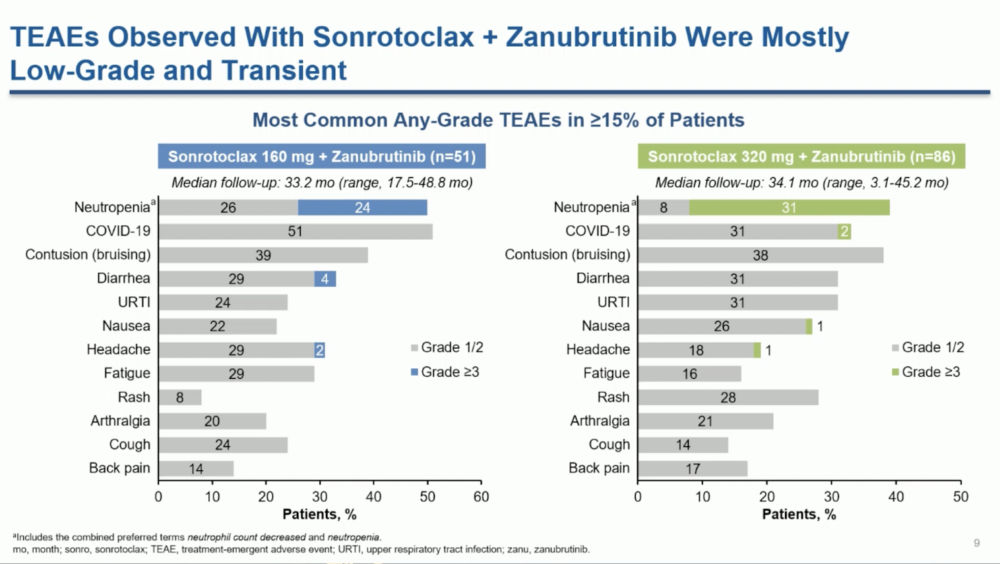 TEAEs Observed With Sonrotoclax + Zanubrutinib Were Mostly
Low-Grade and Transient
Most Common Any-Grade TEAEs in ≥15% of Patients
Sonrotoclax 160 mg + Zanubrutinib (n=51)
Median follow-up: 33.2 mo (range, 17.5-48.8 mo)
Neutropeniaᵃ 26 24
COVID-19 51
Contusion (bruising) 39
Diarrhea 29 4
URTI 24
Nausea 22
Headache 29 2
Fatigue 29
Rash 8
Arthralgia 20
Cough 24
Back pain 14
Grade 1/2
Grade ≥3
0 10 20 30 40 50 60
Patients, %
Sonrotoclax 320 mg + Zanubrutinib (n=86)
Median follow-up: 34.1 mo (range, 3.1-45.2 mo)
Neutropeniaᵃ 8 31
COVID-19 31 2
Contusion (bruising) 38
Diarrhea 31
URTI 31
Nausea 26 1
Headache 18 1
Fatigue 16
Rash 28
Arthralgia 21
Cough 14
Back pain 17
Grade 1/2
Grade ≥3
0 10 20 30 40 50
Patients, %
ᵃIncludes the combined preferred terms neutrophil count decreased and neutropenia.
mo, month; sonro, sonrotoclax; TEAE, treatment-emergent adverse event; URTI, upper respiratory tract infection; zanu, zanubrutinib.
9